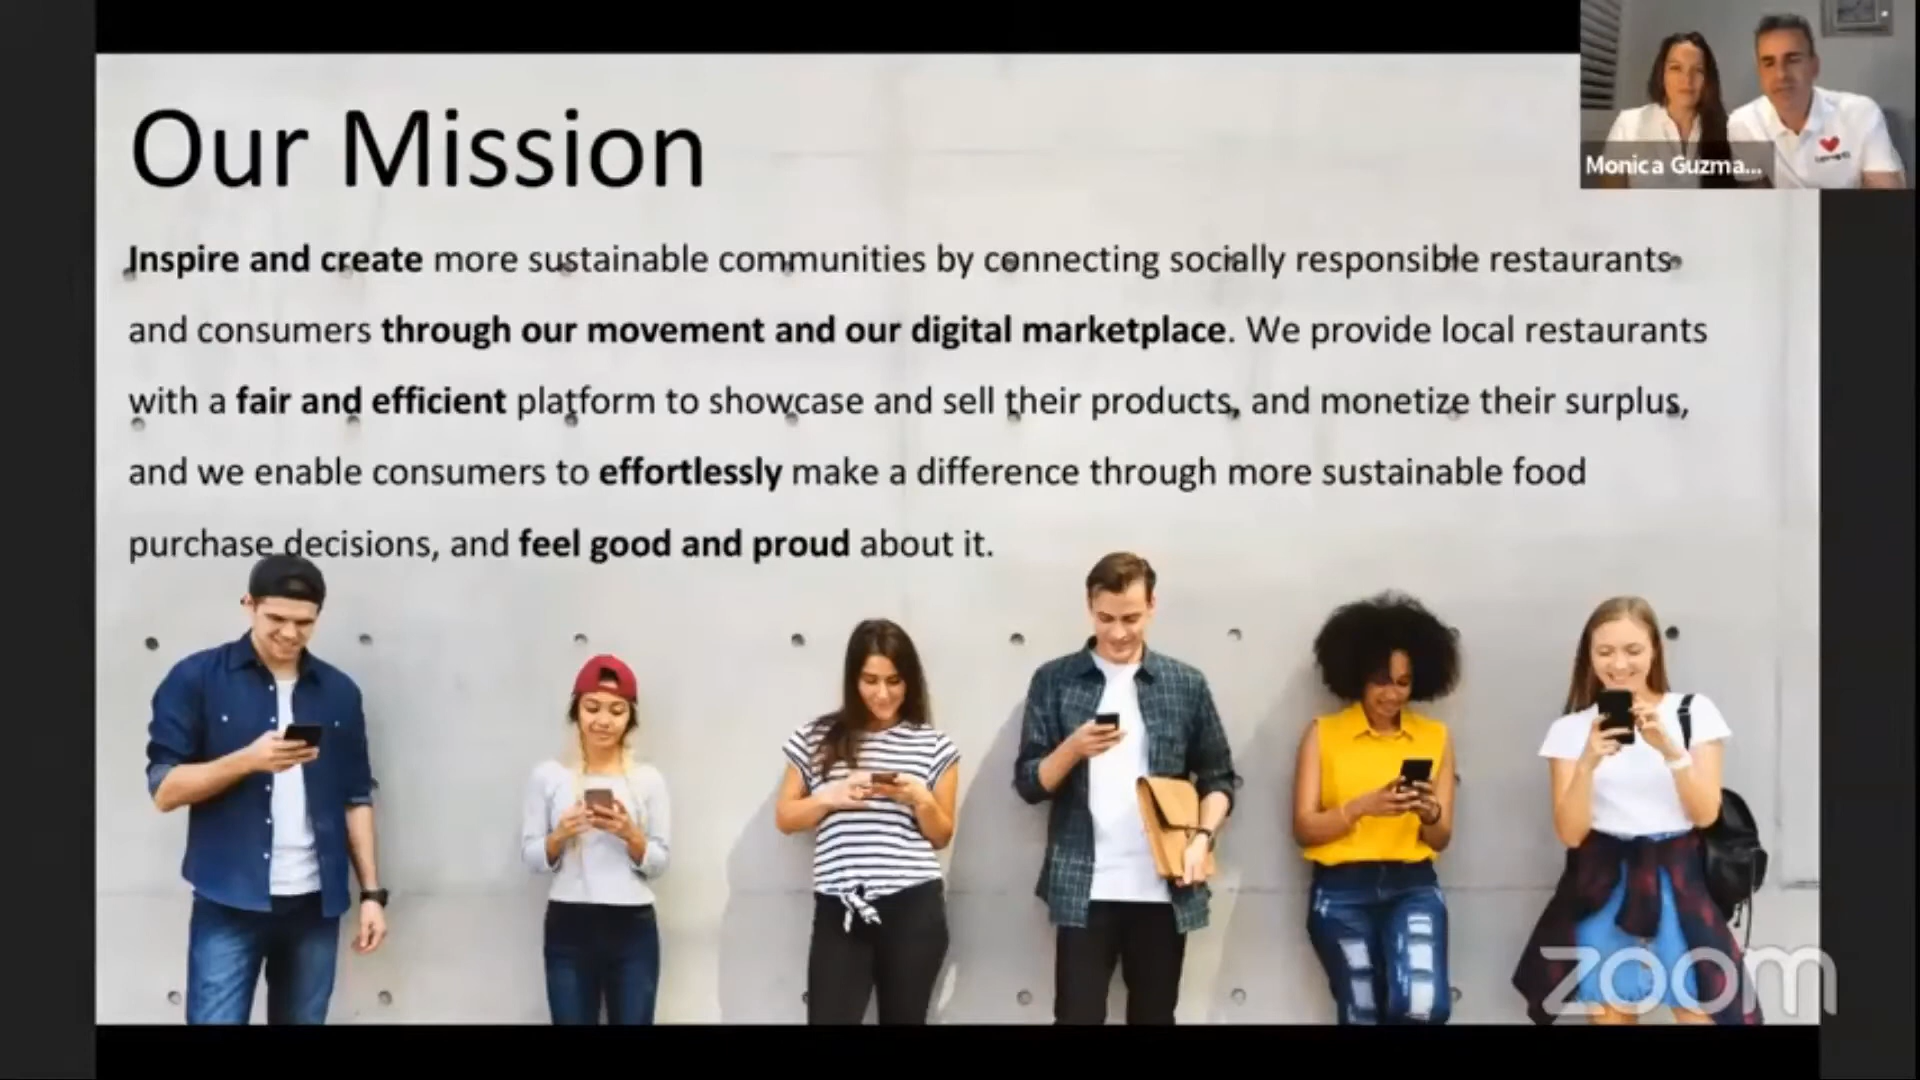 Our Mission
Monica Guzma...
Inspire and create more sustainable communities by connecting socially responsible restaurants
and consumers through our movement and our digital marketplace. We provide local restaurants
with a fair and efficient platform to showcase and sell their products, and monetize their surplus,
and we enable consumers to effortlessly make a difference through more sustainable food
purchase decisions, and feel good and proud about it.
zoom